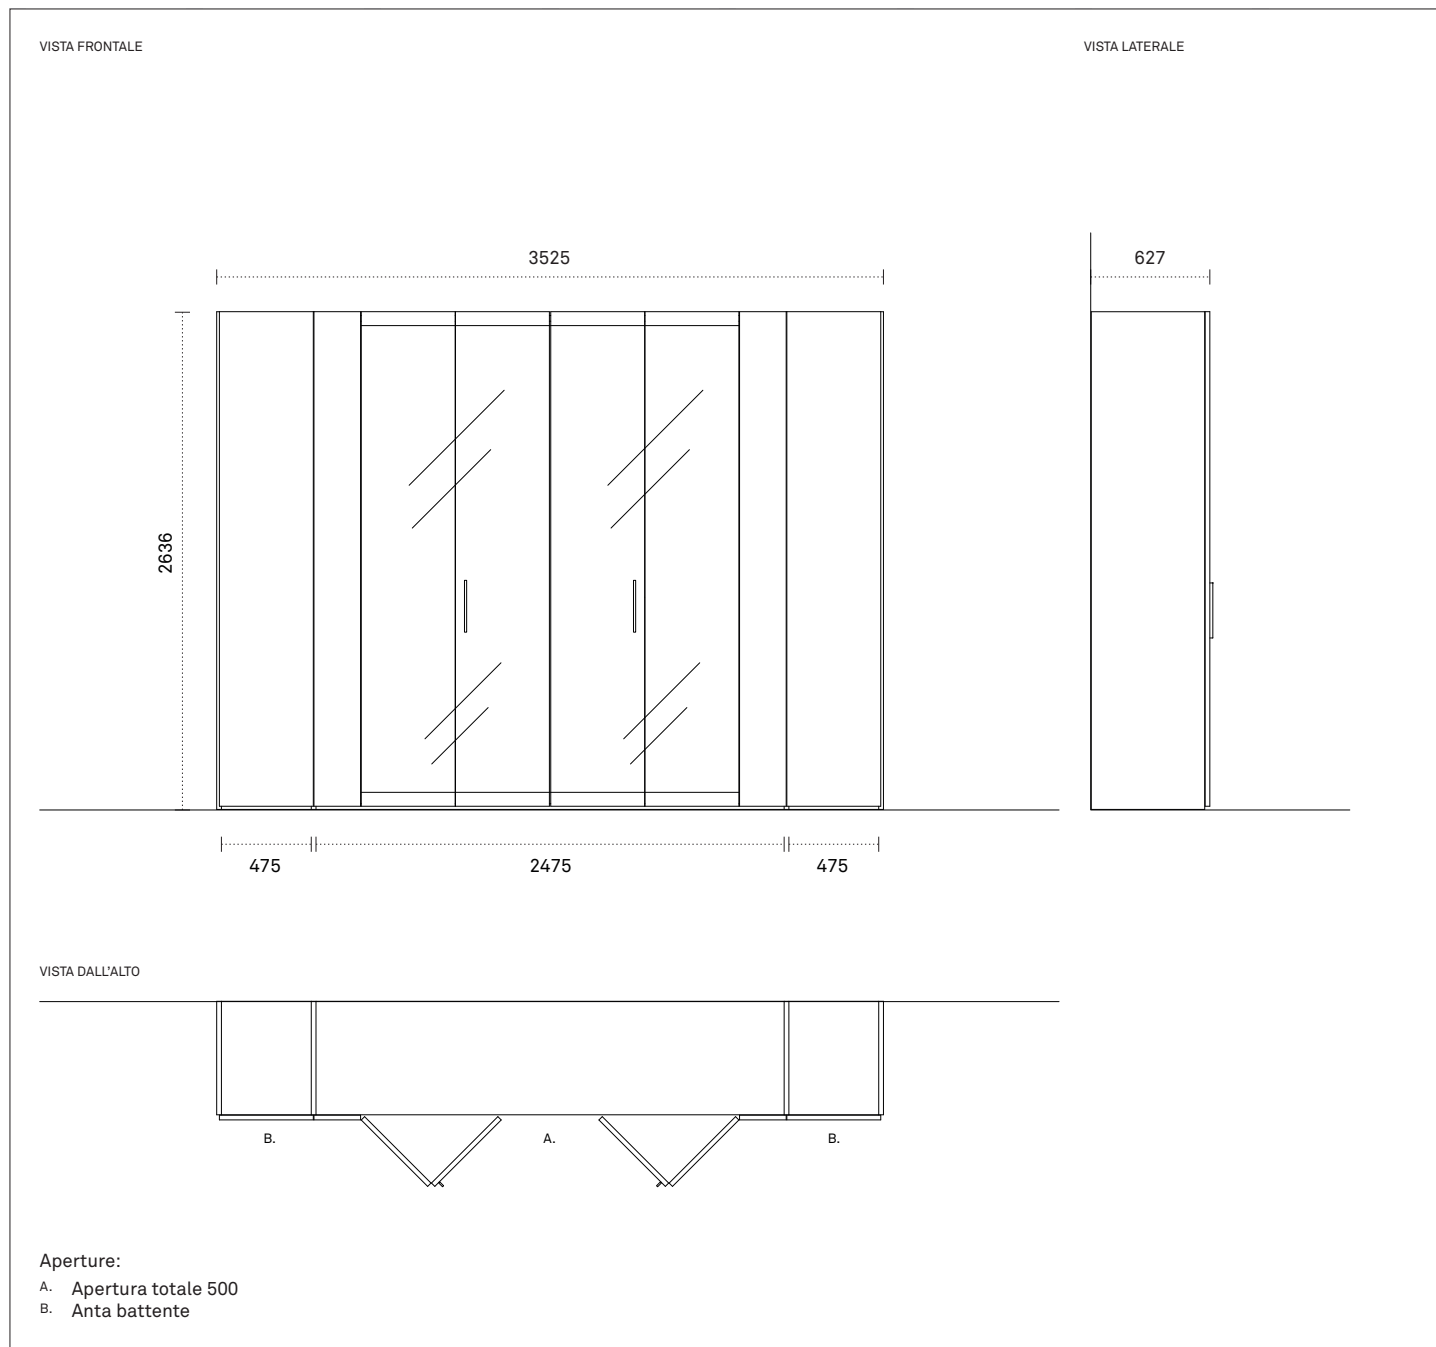 VISTA FRONTALE
VISTA LATERALE
3525
627
2636
475
2475
475
VISTA DALL'ALTO
B.
A.
B.
Aperture:
A. Apertura totale 500
B. Anta battente